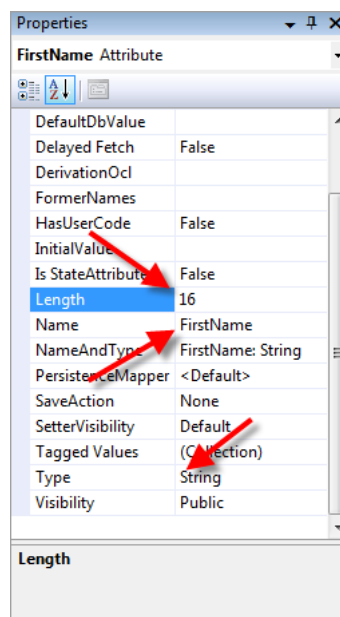 Properties
FirstName Attribute
DefaultDbValue
Delayed Fetch False
DerivationOcl
FormerNames
HasUserCode False
InitialValue
Is StateAttribute False
Length 16
Name FirstName
NameAndType FirstName: String
PersistenceMapper <Default>
SaveAction None
SetterVisibility Default
Tagged Values (Collection)
Type String
Visibility Public
Length